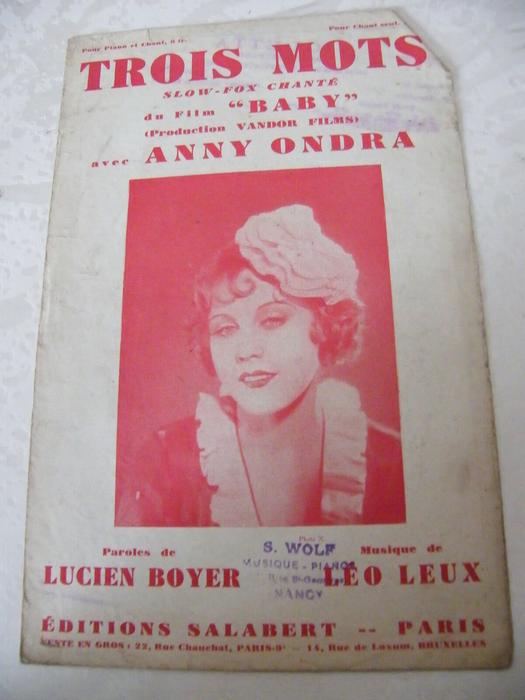 Pour Piano et Chant, 6 fr.
Pour Chant seul.
TROIS MOTS
SLOW-FOX CHANTÉ
du Film “BABY”
(Production VANDOR FILMS)
avec ANNY ONDRA
Photo X.
Paroles de
LUCIEN BOYER
S. WOLF
MUSIQUE - PIANOS
NANCY
Musique de
LÉO LEUX
ÉDITIONS SALABERT -- PARIS
VENTE EN GROS : 22, Rue Chauchat, PARIS-9e — 14, Rue de Loxum, BRUXELLES